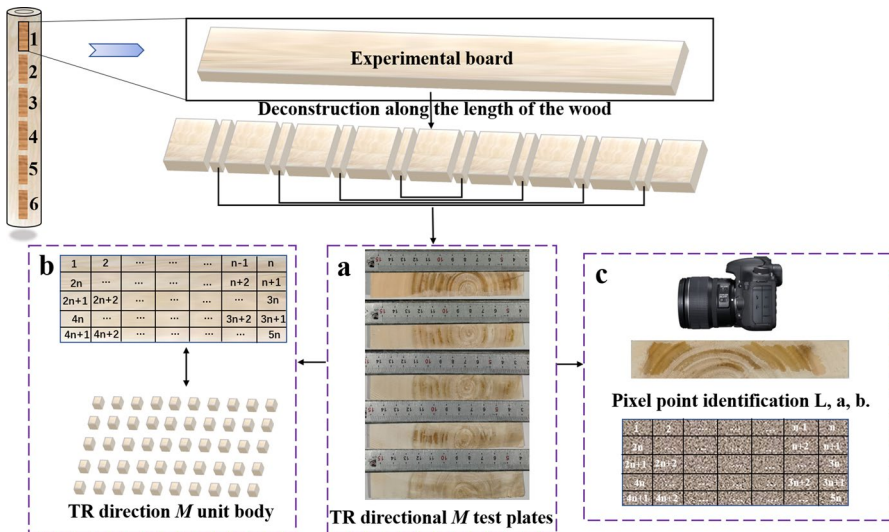 1
2
3
4
5
6
Experimental board
Deconstruction along the length of the wood
b
1 2 ... ... ... n-1 n
2n ... ... ... ... n+2 n+1
2n+1 2n+2 ... ... ... ... 3n
4n ... ... ... ... 3n+2 3n+1
4n+1 4n+2 ... ... ... ... 5n
TR direction M unit body
a
TR directional M test plates
c
Pixel point identification L, a, b.
1 2 ... ... ... n-1 n
2n ... ... ... ... n+2 n+1
2n+1 2n+2 ... ... ... ... 3n
4n ... ... ... ... 3n+2 3n+1
4n+1 4n+2 ... ... ... ... 5n